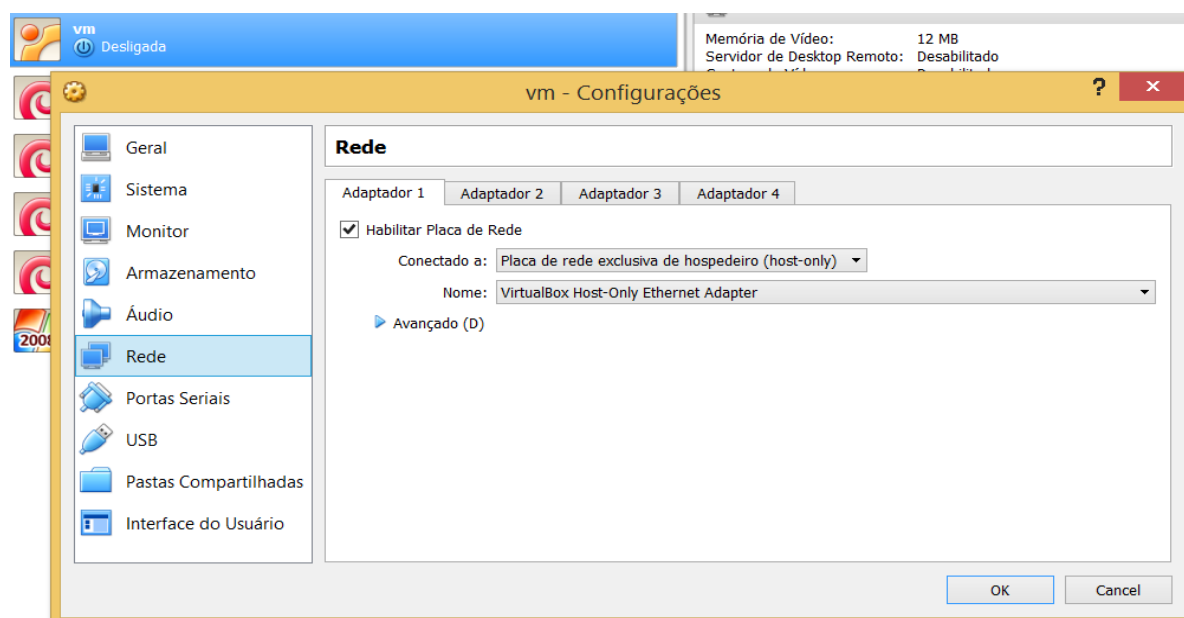 vm
Desligada
Memória de Vídeo: 12 MB
Servidor de Desktop Remoto: Desabilitado
vm - Configurações
?
x
Geral
Sistema
Monitor
Armazenamento
Áudio
Rede
Portas Seriais
USB
Pastas Compartilhadas
Interface do Usuário
2008
Rede
Adaptador 1 Adaptador 2 Adaptador 3 Adaptador 4
Habilitar Placa de Rede
Conectado a: Placa de rede exclusiva de hospedeiro (host-only)
Nome: VirtualBox Host-Only Ethernet Adapter
Avançado (D)
OK Cancel